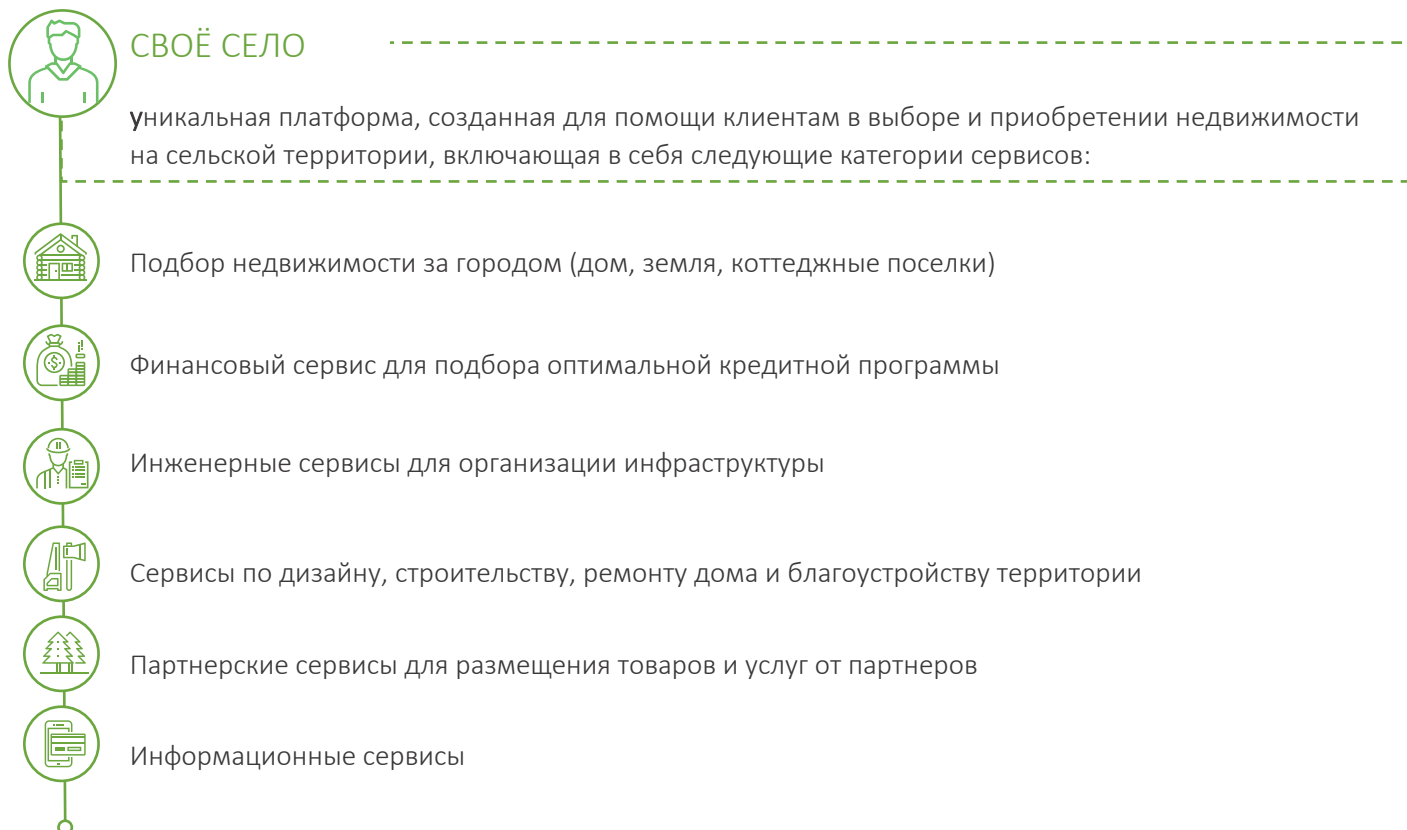 СВОЁ СЕЛО
уникальная платформа, созданная для помощи клиентам в выборе и приобретении недвижимости
на сельской территории, включающая в себя следующие категории сервисов:
Подбор недвижимости за городом (дом, земля, коттеджные поселки)
Финансовый сервис для подбора оптимальной кредитной программы
Инженерные сервисы для организации инфраструктуры
Сервисы по дизайну, строительству, ремонту дома и благоустройству территории
Партнерские сервисы для размещения товаров и услуг от партнеров
Информационные сервисы